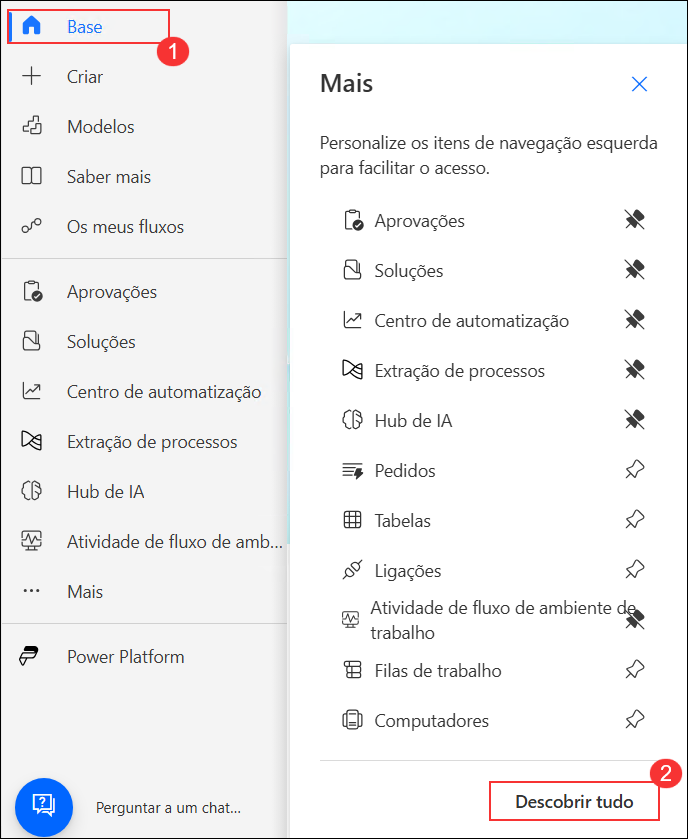 Base
1
Criar
Modelos
Saber mais
Os meus fluxos
Aprovações
Soluções
Centro de automatização
Extração de processos
Hub de IA
Atividade de fluxo de amb...
Mais
Power Platform
Perguntar a um chat...
Mais
Personalize os itens de navegação esquerda
para facilitar o acesso.
Aprovações
Soluções
Centro de automatização
Extração de processos
Hub de IA
Pedidos
Tabelas
Ligações
Atividade de fluxo de ambiente de
trabalho
Filas de trabalho
Computadores
2
Descobrir tudo